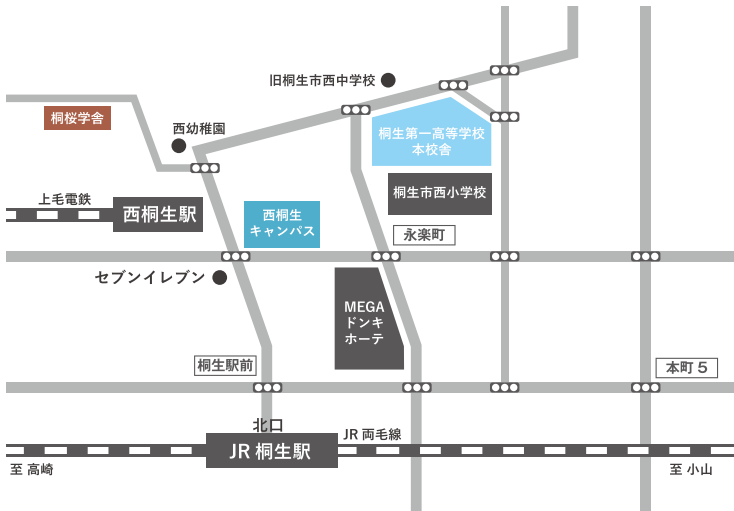 旧桐生市西中学校
桐桜学舎
西幼稚園
桐生第一高等学校
本校舎
上毛電鉄
西桐生駅
桐生市西小学校
西桐生
キャンパス
永楽町
セブンイレブン
MEGA
ドンキ
ホーテ
桐生駅前
本町５
北口
JR 両毛線
JR 桐生駅
至 高崎
至 小山